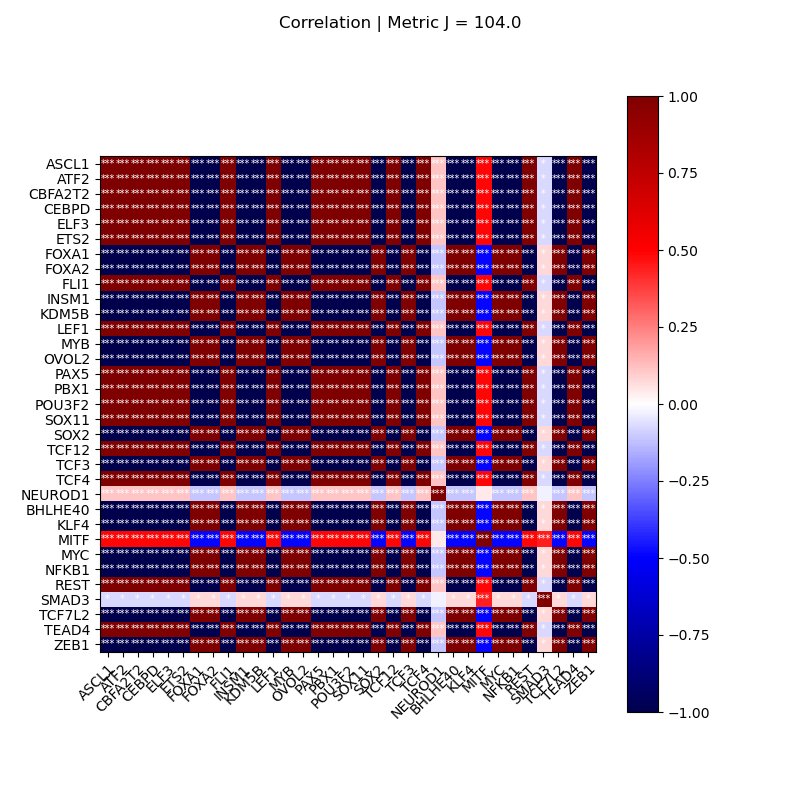 Correlation | Metric J = 104.0
ASCL1
ATF2
CBFA2T2
CEBPD
ELF3
ETS2
FOXA1
FOXA2
FLI1
INSM1
KDM5B
LEF1
MYB
OVOL2
PAX5
PBX1
POU3F2
SOX11
SOX2
TCF12
TCF3
TCF4
NEUROD1
BHLHE40
KLF4
MITF
MYC
NFKB1
REST
SMAD3
TCF7L2
TEAD4
ZEB1
ASCL1
ATF2
CBFA2T2
CEBPD
ELF3
ETS2
FOXA1
FOXA2
FLI1
INSM1
KDM5B
LEF1
MYB
OVOL2
PAX5
PBX1
POU3F2
SOX11
SOX2
TCF12
TCF3
TCF4
NEUROD1
BHLHE40
KLF4
MITF
MYC
NFKB1
REST
SMAD3
TCF7L2
TEAD4
ZEB1
1.00
0.75
0.50
0.25
0.00
−0.25
−0.50
−0.75
−1.00